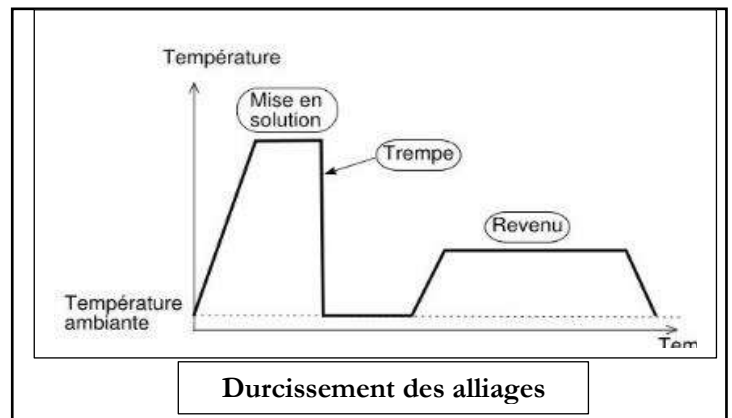 Température
Mise en
solution
Trempe
Revenu
Température
ambiante
Durcissement des alliages